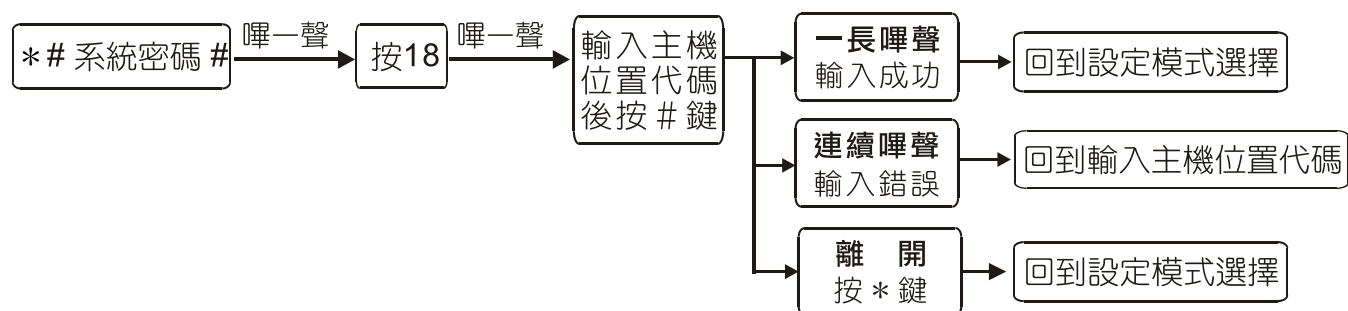 ＊# 系統密碼 #
嗶一聲
按18
嗶一聲
輸入主機
位置代碼
後按＃鍵
一長嗶聲
輸入成功
回到設定模式選擇
連續嗶聲
輸入錯誤
回到輸入主機位置代碼
離　開
按＊鍵
回到設定模式選擇